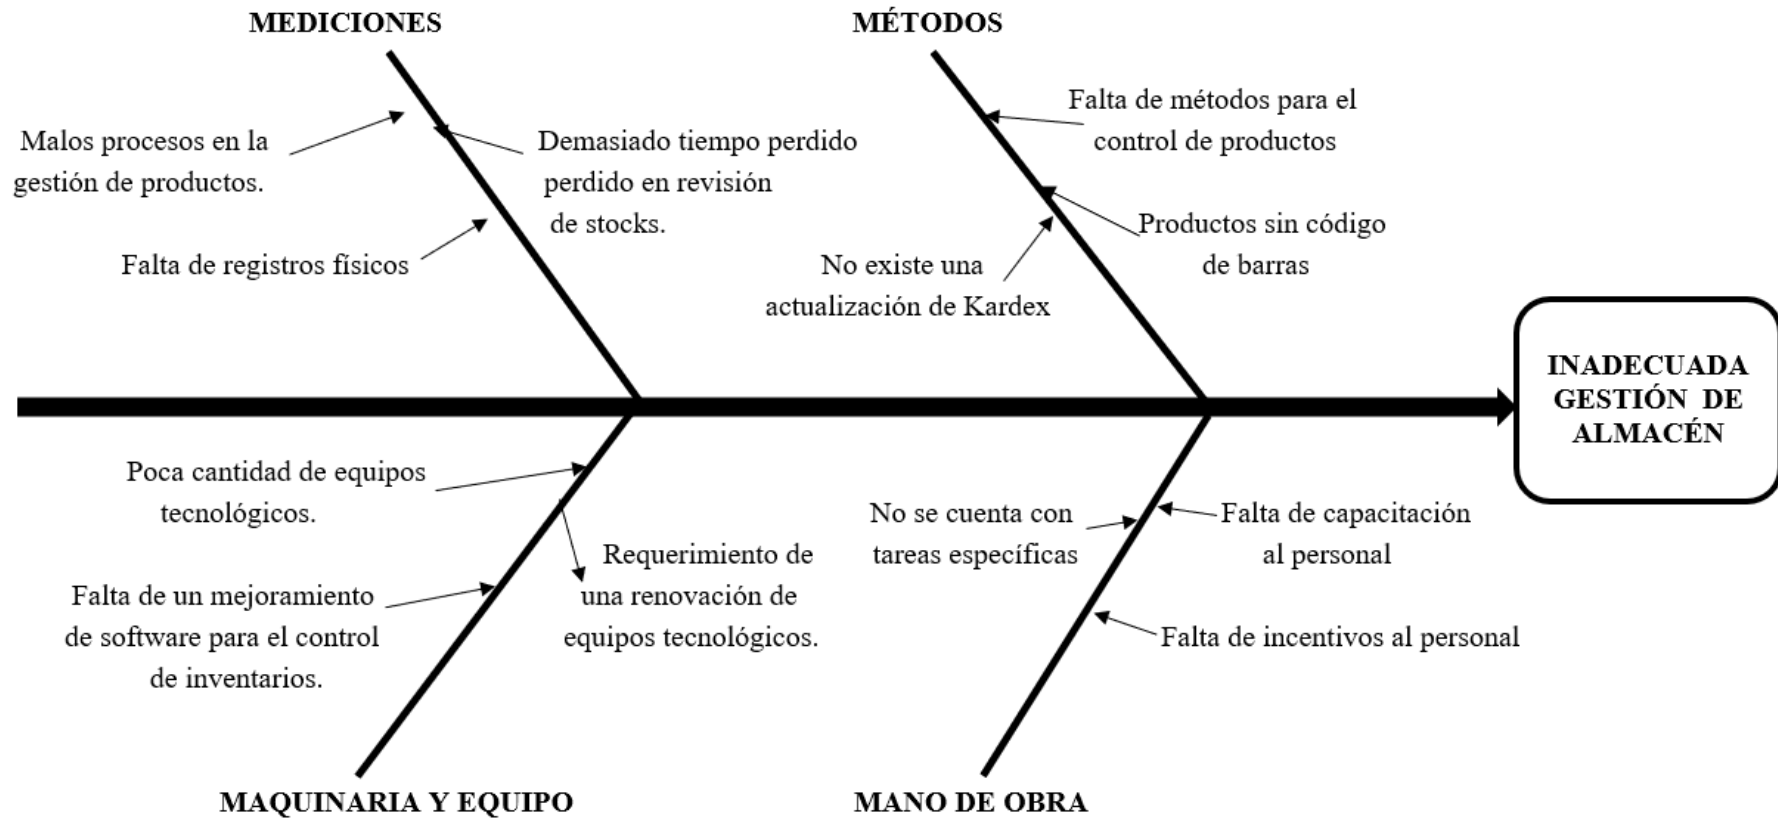 MEDICIONES
Malos procesos en la
gestión de productos.
Demasiado tiempo perdido
perdido en revisión
de stocks.
Falta de registros físicos
MÉTODOS
Falta de métodos para el
control de productos
Productos sin código
de barras
No existe una
actualización de Kardex
INADECUADA
GESTIÓN DE
ALMACÉN
Poca cantidad de equipos
tecnológicos.
Requerimiento de
una renovación de
equipos tecnológicos.
Falta de un mejoramiento
de software para el control
de inventarios.
MAQUINARIA Y EQUIPO
No se cuenta con
tareas específicas
Falta de capacitación
al personal
Falta de incentivos al personal
MANO DE OBRA